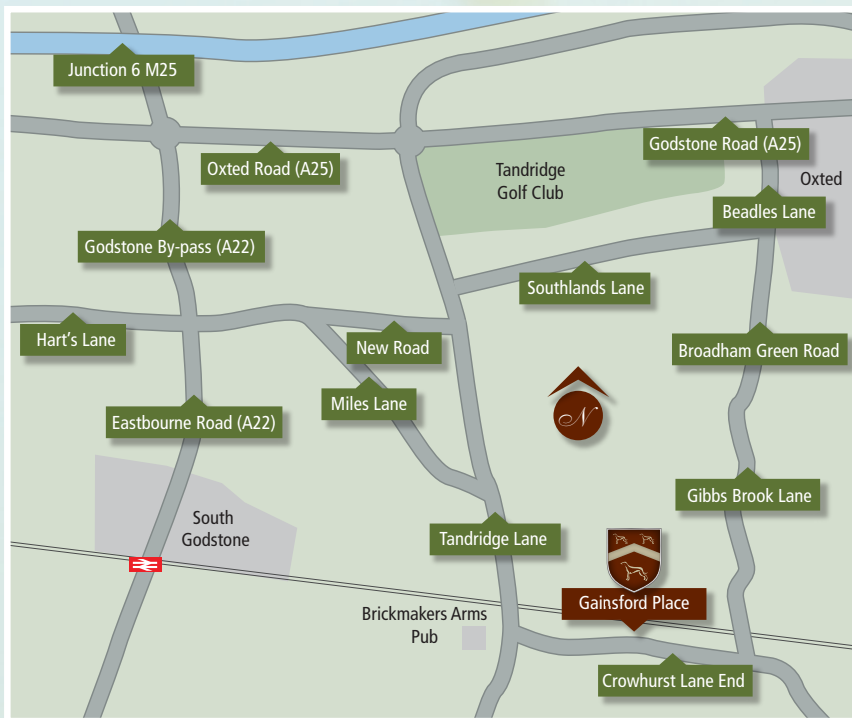 Junction 6 M25
Oxted Road (A25)
Godstone Road (A25)
Tandridge
Golf Club
Oxted
Beadles Lane
Godstone By-pass (A22)
Southlands Lane
Hart's Lane
New Road
Broadham Green Road
Miles Lane
N
Eastbourne Road (A22)
Gibbs Brook Lane
South
Godstone
Tandridge Lane
Gainsford Place
Brickmakers Arms
Pub
Crowhurst Lane End